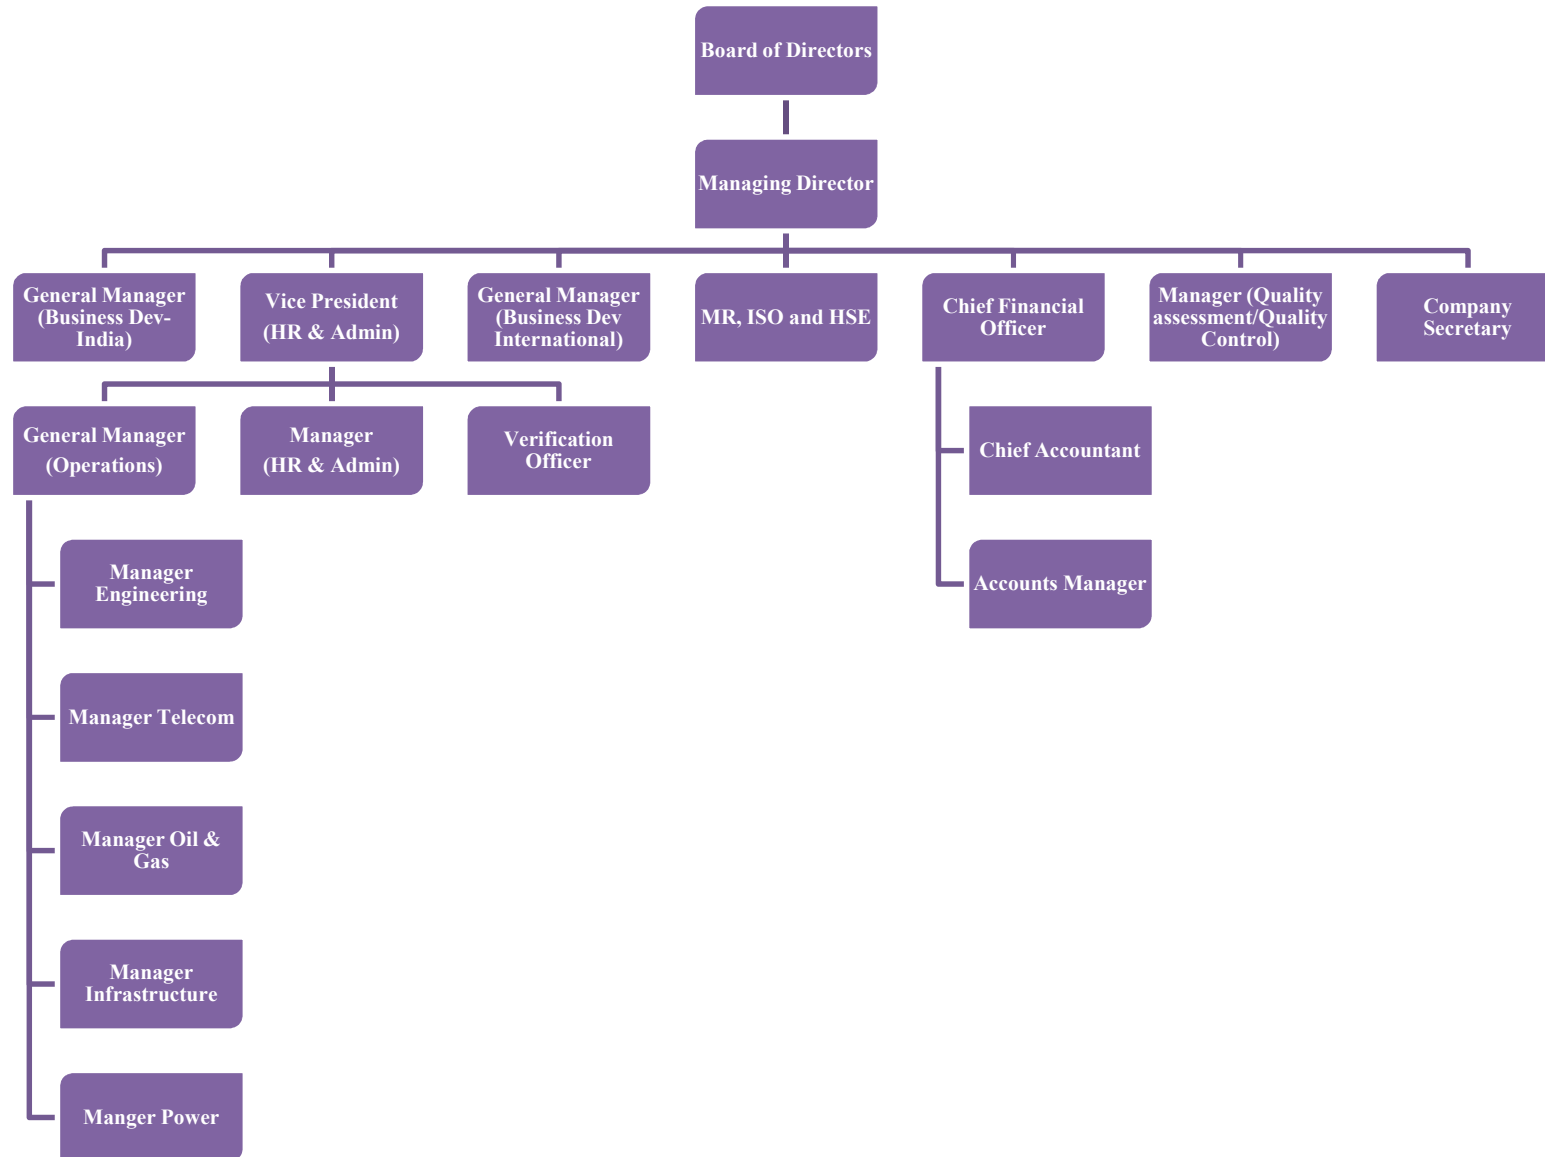 Board of Directors
Managing Director
General Manager
(Business Dev-
India)
Vice President
(HR & Admin)
General Manager
(Business Dev
International)
MR, ISO and HSE
Chief Financial
Officer
Manager (Quality
assessment/Quality
Control)
Company
Secretary
General Manager
(Operations)
Manager
(HR & Admin)
Verification
Officer
Chief Accountant
Manager
Engineering
Accounts Manager
Manager Telecom
Manager Oil &
Gas
Manager
Infrastructure
Manger Power